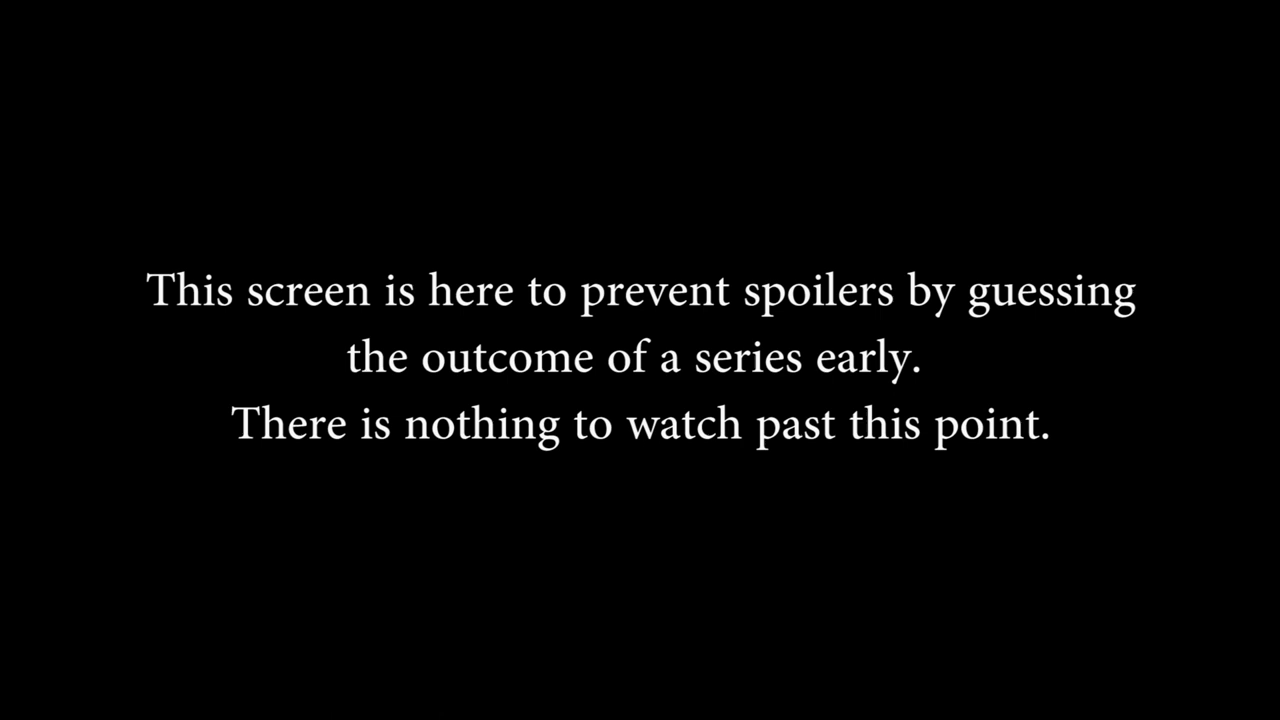 This screen is here to prevent spoilers by guessing
the outcome of a series early.
There is nothing to watch past this point.